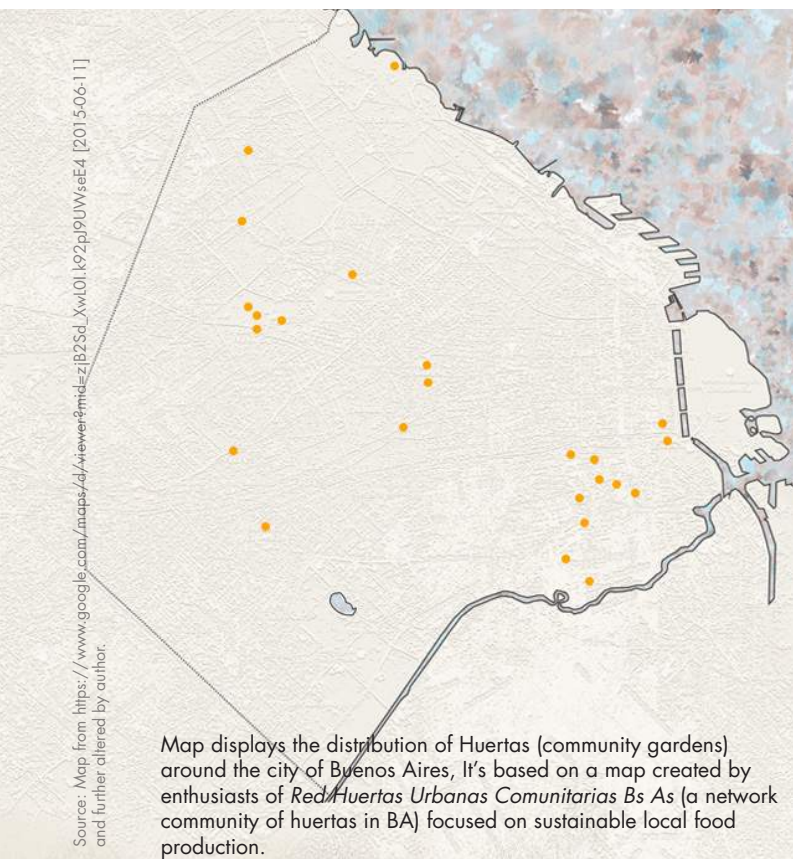 Source: Map from https://www.google.com/maps/d/viewer?mid=zjB2Sd_XwL0I.k92pJ9UWseE4 [2015-06-11]
and further altered by author.
Map displays the distribution of Huertas (community gardens)
around the city of Buenos Aires, It’s based on a map created by
enthusiasts of Red Huertas Urbanas Comunitarias Bs As (a network
community of huertas in BA) focused on sustainable local food
production.